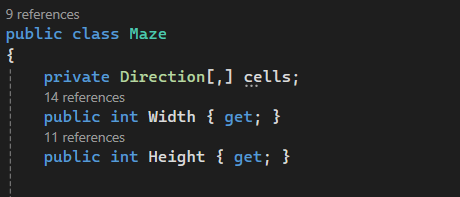 9 references
public class Maze
{
private Direction[,] cells;
14 references
public int Width { get; }
11 references
public int Height { get; }